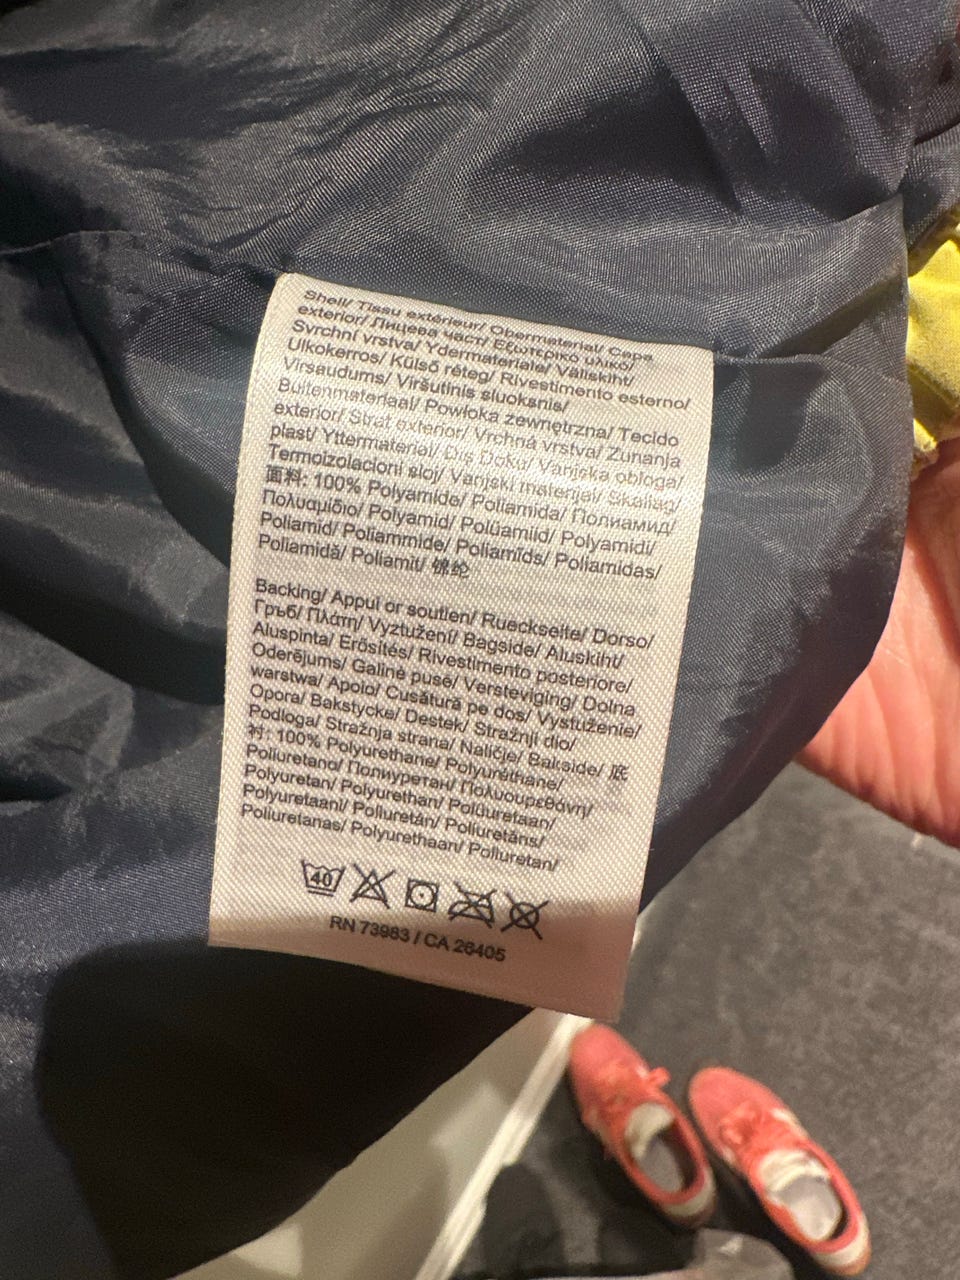 Shell/ Tissu extérieur/ Obermaterial/ Capa
exterior/ Лицева част/ Εξωτερικό υλικό/
Svrchní vrstva/ Ydermateriale/ Väliskiht/
Ulkokerros/ Külső réteg/ Rivestimento esterno/
Virsaudums/ Viršutinis sluoksnis/
Buitenmateriaal/ Powłoka zewnętrzna/ Tecido
exterior/ Strat exterior/ Vrchná vrstva/ Zunanja
plast/ Yttermaterial/ Dış Doku/ Vanjska obloga/
Termoizolacioni sloj/ Vanjski materijal/ Skallag/
面料: 100% Polyamide/ Poliamida/ Полиамид/
Πολυαμίδιο/ Polyamid/ Polüamiid/ Polyamidi/
Poliamid/ Poliammide/ Poliamīds/ Poliamidas/
Poliamidă/ Poliamit/ 锦纶
Backing/ Appui or soutien/ Rueckseite/ Dorso/
Гръб/ Πλάτη/ Vyztužení/ Bagside/ Aluskiht/
Aluspinta/ Erősítés/ Rivestimento posteriore/
Oderējums/ Galinė pusė/ Versteviging/ Dolna
warstwa/ Apoio/ Cusătură pe dos/ Vystuženie/
Opora/ Bakstycke/ Destek/ Stražnji dio/
Podloga/ Stražnja strana/ Naličje/ Bakside/ 底
衬: 100% Polyurethane/ Polyuréthane/
Poliuretano/ Полиуретан/ Πολυουρεθάνη/
Polyuretan/ Polyurethan/ Polüuretaan/
Polyuretaani/ Poliuretán/ Poliuretāns/
Poliuretanas/ Polyurethaan/ Poliuretan/
40
RN 73983 / CA 26405